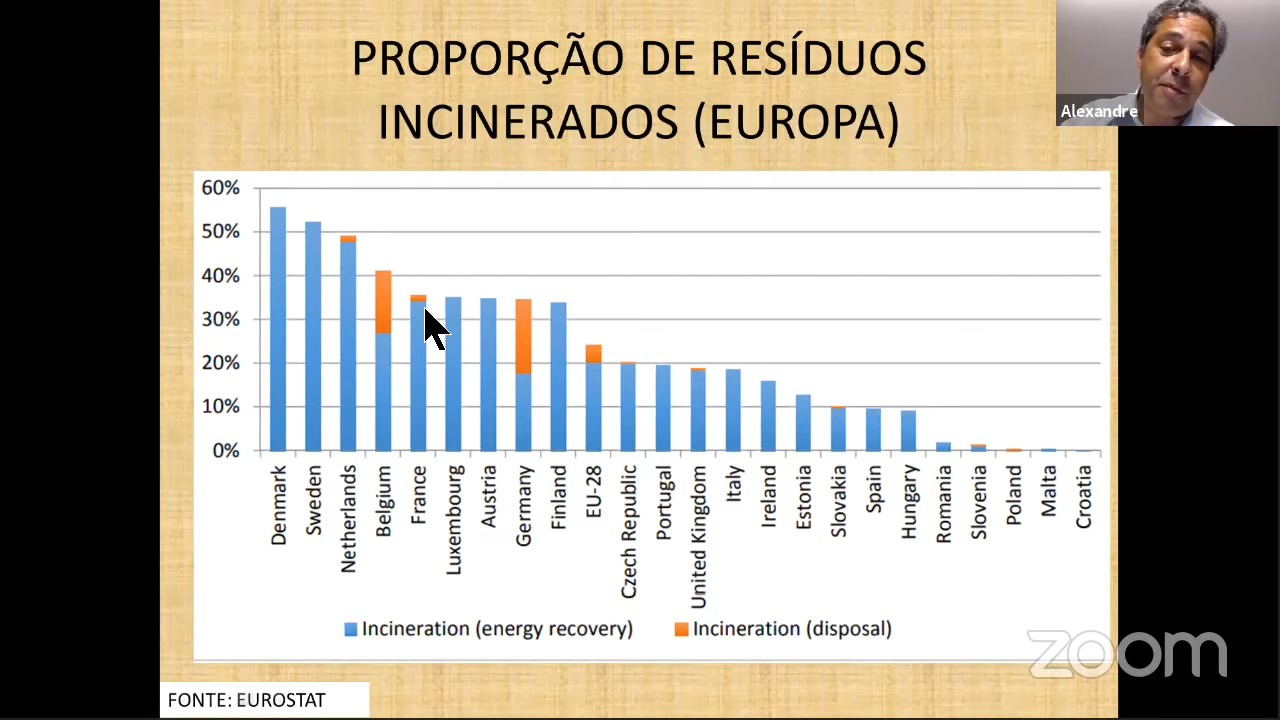 PROPORÇÃO DE RESÍDUOS
INCINERADOS (EUROPA)
Alexandre
60%
50%
40%
30%
20%
10%
0%
Denmark
Sweden
Netherlands
Belgium
France
Luxembourg
Austria
Germany
Finland
EU-28
Czech Republic
Portugal
United Kingdom
Italy
Ireland
Estonia
Slovakia
Spain
Hungary
Romania
Slovenia
Poland
Malta
Croatia
Incineration (energy recovery)
Incineration (disposal)
zoom
FONTE: EUROSTAT